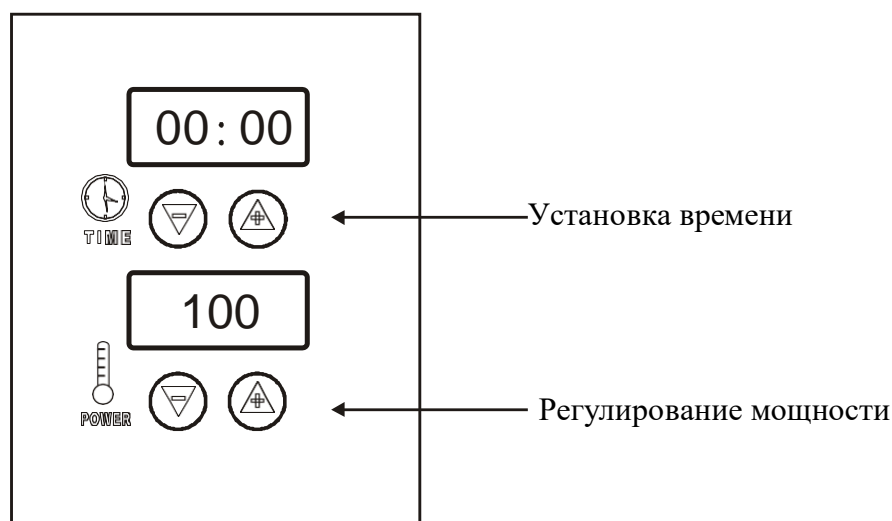 00:00
TIME
Установка времени
100
POWER
Регулирование мощности